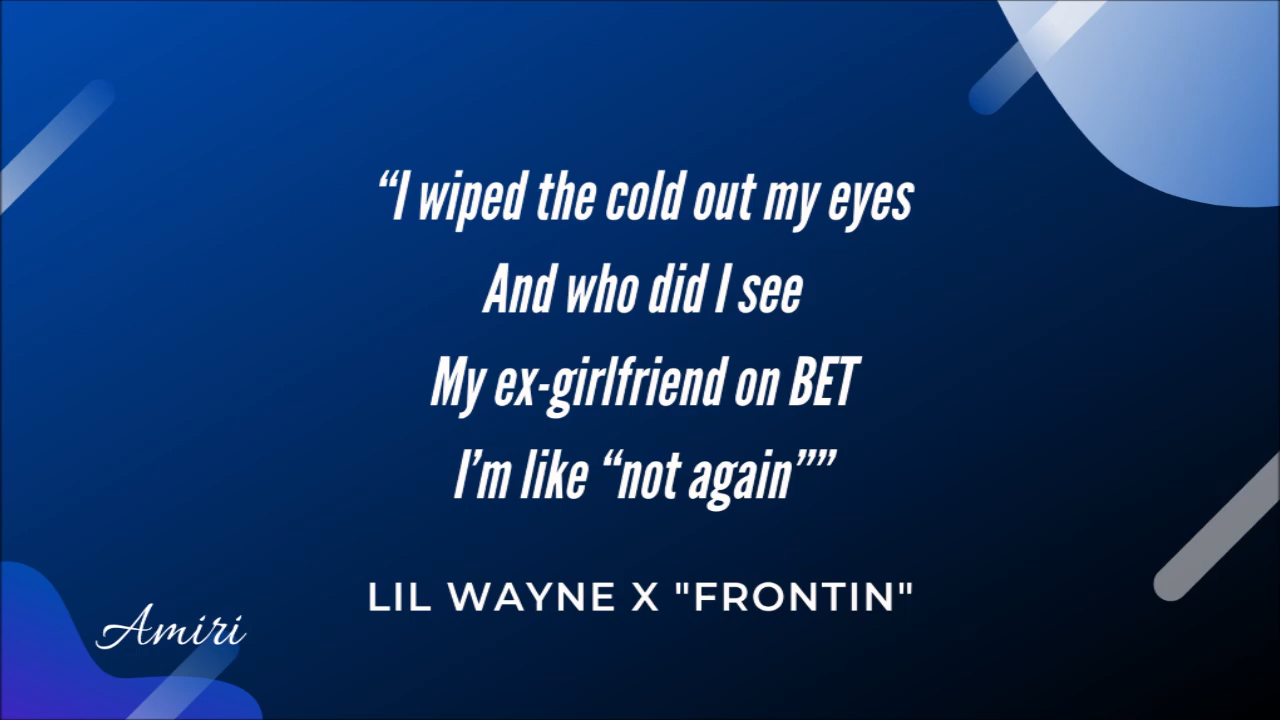 “I wiped the cold out my eyes
And who did I see
My ex-girlfriend on BET
I’m like “not again””
LIL WAYNE X "FRONTIN"
Amiri